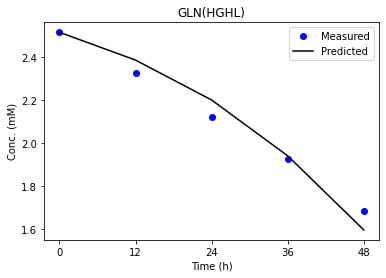 GLN(HGHL)
Measured
Predicted
Conc. (mM)
2.4
2.2
2.0
1.8
1.6
0 12 24 36 48
Time (h)